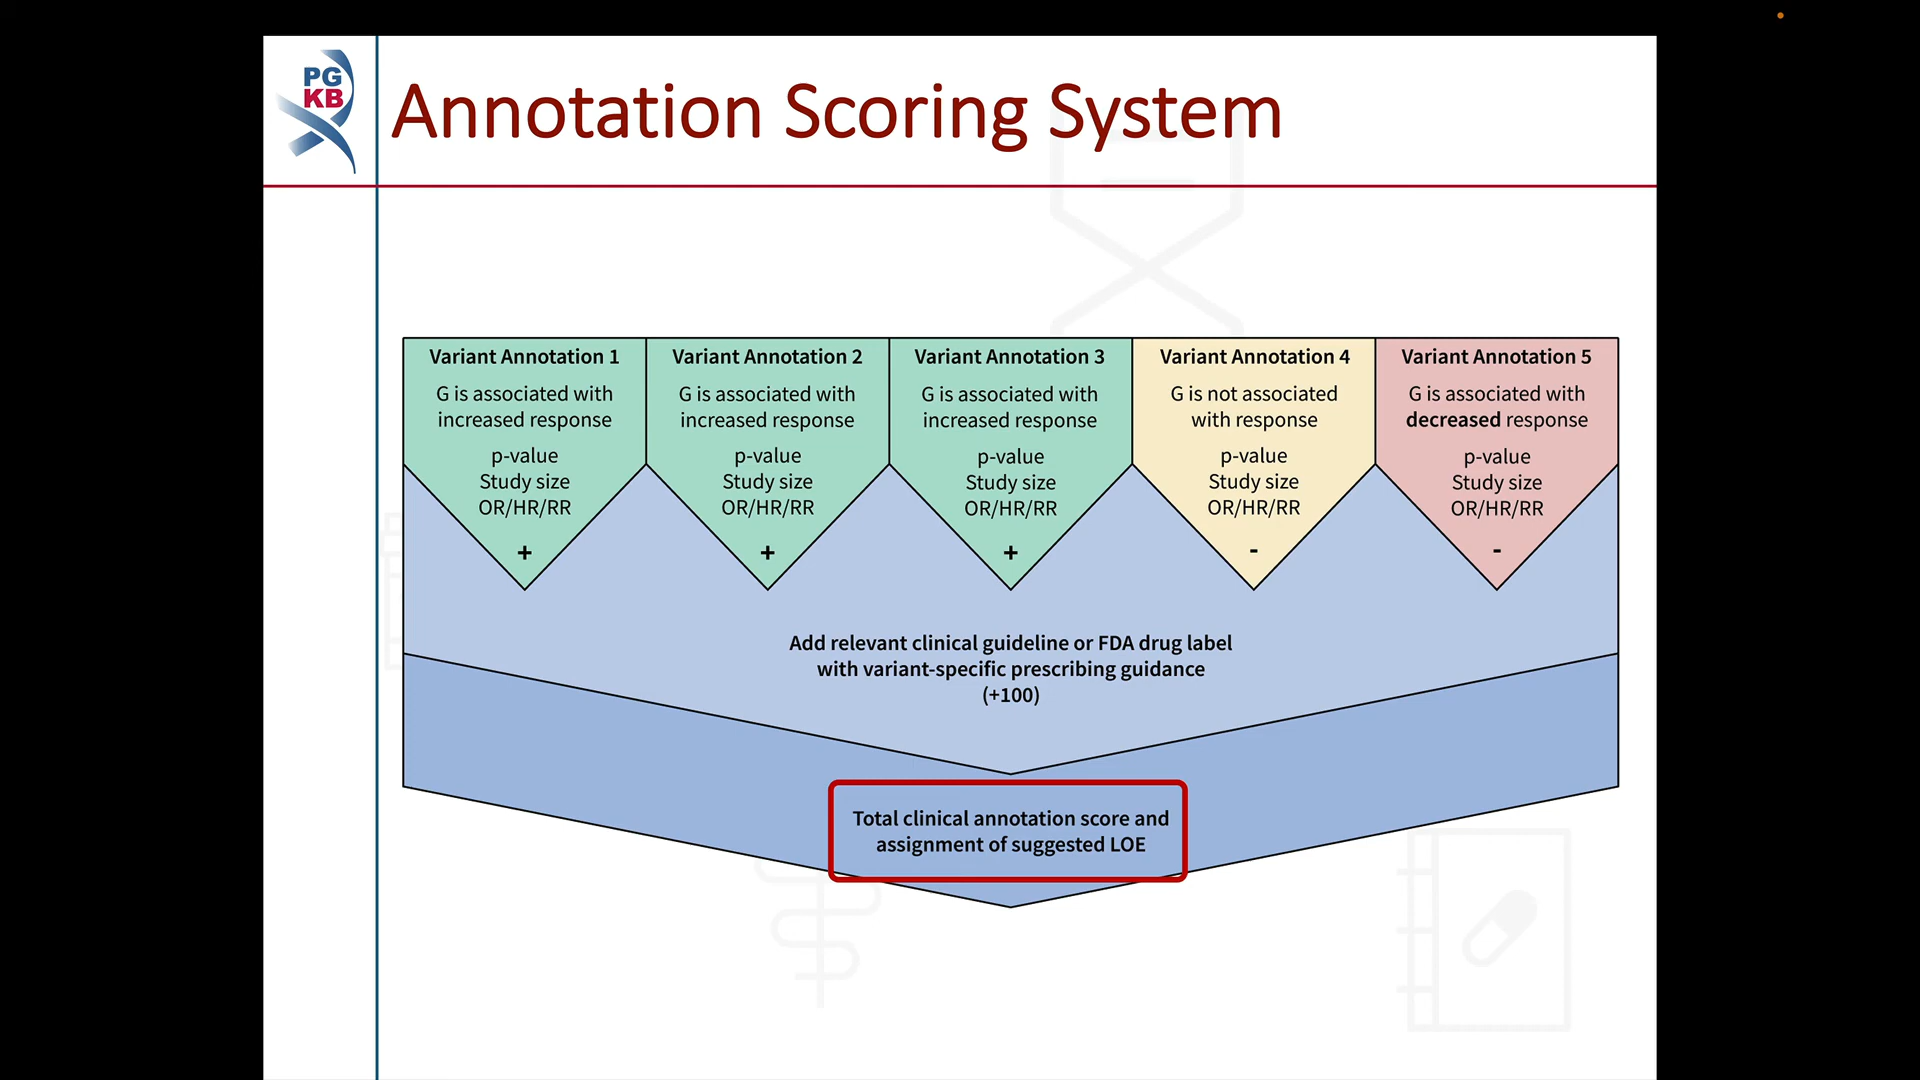 PG
KB
Annotation Scoring System
Variant Annotation 1
G is associated with
increased response
p-value
Study size
OR/HR/RR
+
Variant Annotation 2
G is associated with
increased response
p-value
Study size
OR/HR/RR
+
Variant Annotation 3
G is associated with
increased response
p-value
Study size
OR/HR/RR
+
Variant Annotation 4
G is not associated
with response
p-value
Study size
OR/HR/RR
-
Variant Annotation 5
G is associated with
decreased response
p-value
Study size
OR/HR/RR
-
Add relevant clinical guideline or FDA drug label
with variant-specific prescribing guidance
(+100)
Total clinical annotation score and
assignment of suggested LOE